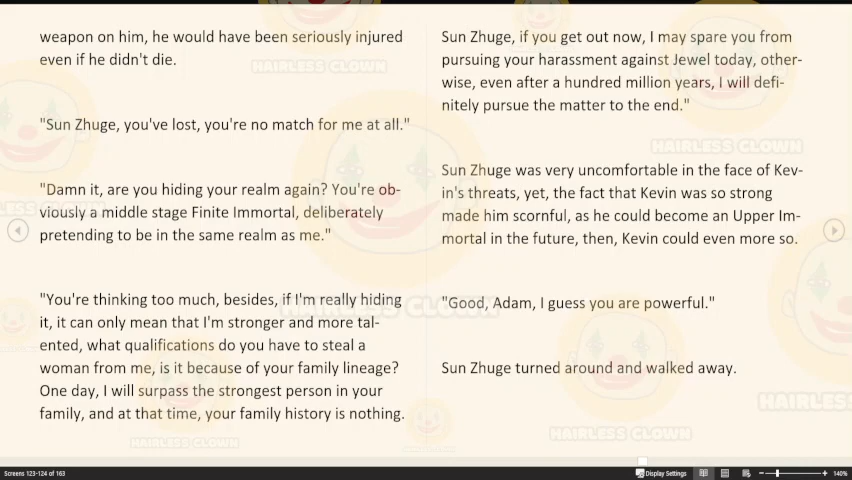 weapon on him, he would have been seriously injured
even if he didn't die.
"Sun Zhuge, you've lost, you're no match for me at all."
"Damn it, are you hiding your realm again? You're ob-
viously a middle stage Finite Immortal, deliberately
pretending to be in the same realm as me."
"You're thinking too much, besides, if I'm really hiding
it, it can only mean that I'm stronger and more tal-
ented, what qualifications do you have to steal a
woman from me, is it because of your family lineage?
One day, I will surpass the strongest person in your
family, and at that time, your family history is nothing.
Sun Zhuge, if you get out now, I may spare you from
pursuing your harassment against Jewel today, other-
wise, even after a hundred million years, I will defi-
nitely pursue the matter to the end."
Sun Zhuge was very uncomfortable in the face of Kev-
in's threats, yet, the fact that Kevin was so strong
made him scornful, as he could become an Upper Im-
mortal in the future, then, Kevin could even more so.
"Good, Adam, I guess you are powerful."
Sun Zhuge turned around and walked away.
HAIRLESS CLOWN
HAIRLESS CLOWN
HAIRLESS CLOWN
HAIRLESS CLOWN
HAIRLESS CLOWN
Screens 123-124 of 163
Display Settings
140%